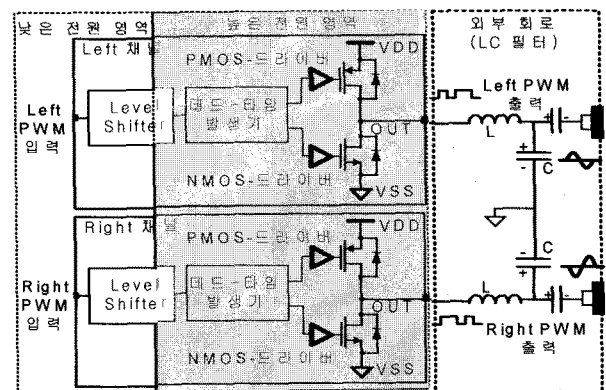 낮은 전원 영역
높은 전원 영역
외부 회로
(LC 필터)
Left 채널
PMOS-드라이버
VDD
Left PWM
출력
Left
PWM
입력
Level
Shifter
데드-타임
발생기
OUT
L
+
-
+
-
C
NMOS-드라이버
VSS
Right 채널
PMOS-드라이버
VDD
-
+
C
Right
PWM
입력
Level
Shifter
데드-타임
발생기
OUT
L
+
-
NMOS-드라이버
VSS
Right PWM
출력